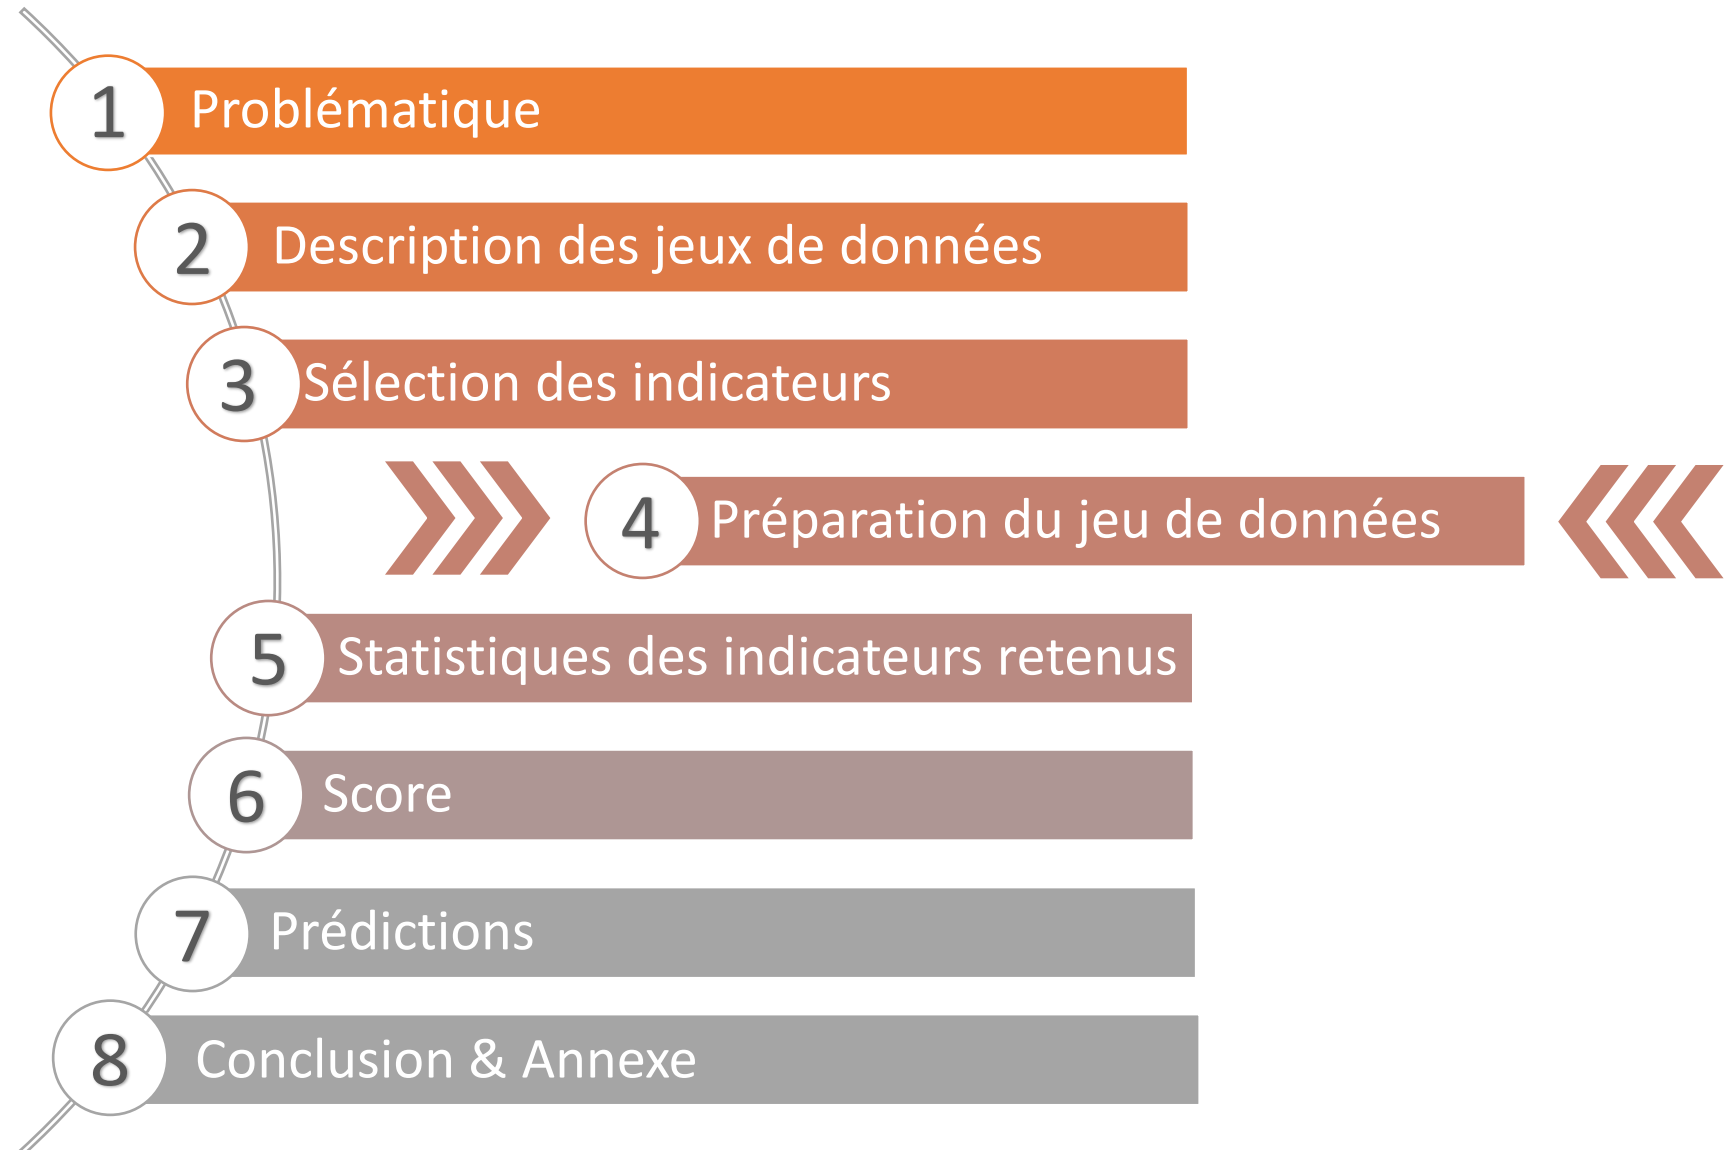 1 Problématique
2 Description des jeux de données
3 Sélection des indicateurs
4 Préparation du jeu de données
5 Statistiques des indicateurs retenus
6 Score
7 Prédictions
8 Conclusion & Annexe